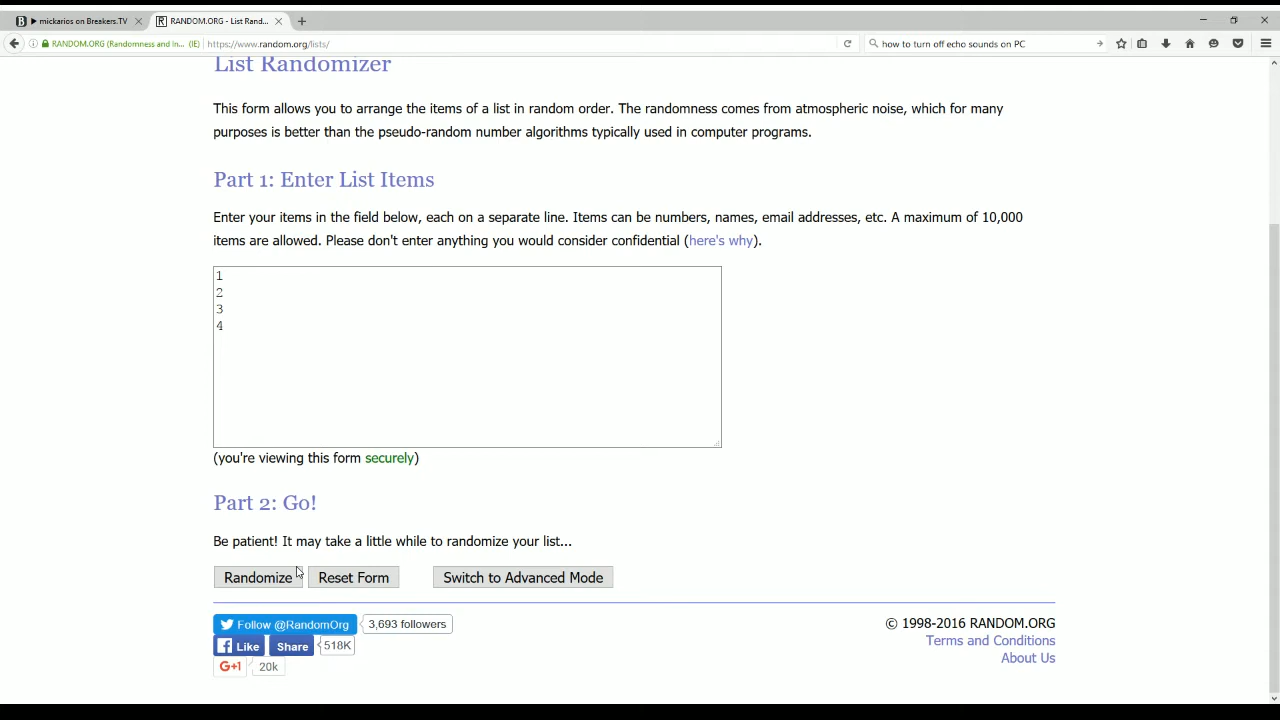 ▶ mickarios on Breakers.TV
RANDOM.ORG - List Rand...
RANDOM.ORG (Randomness and In... (IE)
https://www.random.org/lists/
how to turn off echo sounds on PC
List Randomizer
This form allows you to arrange the items of a list in random order. The randomness comes from atmospheric noise, which for many
purposes is better than the pseudo-random number algorithms typically used in computer programs.
Part 1: Enter List Items
Enter your items in the field below, each on a separate line. Items can be numbers, names, email addresses, etc. A maximum of 10,000
items are allowed. Please don't enter anything you would consider confidential (here's why).
1
2
3
4
(you're viewing this form securely)
Part 2: Go!
Be patient! It may take a little while to randomize your list...
Randomize Reset Form Switch to Advanced Mode
Follow @RandomOrg 3,693 followers
Like Share 518K
G+1 20k
© 1998-2016 RANDOM.ORG
Terms and Conditions
About Us